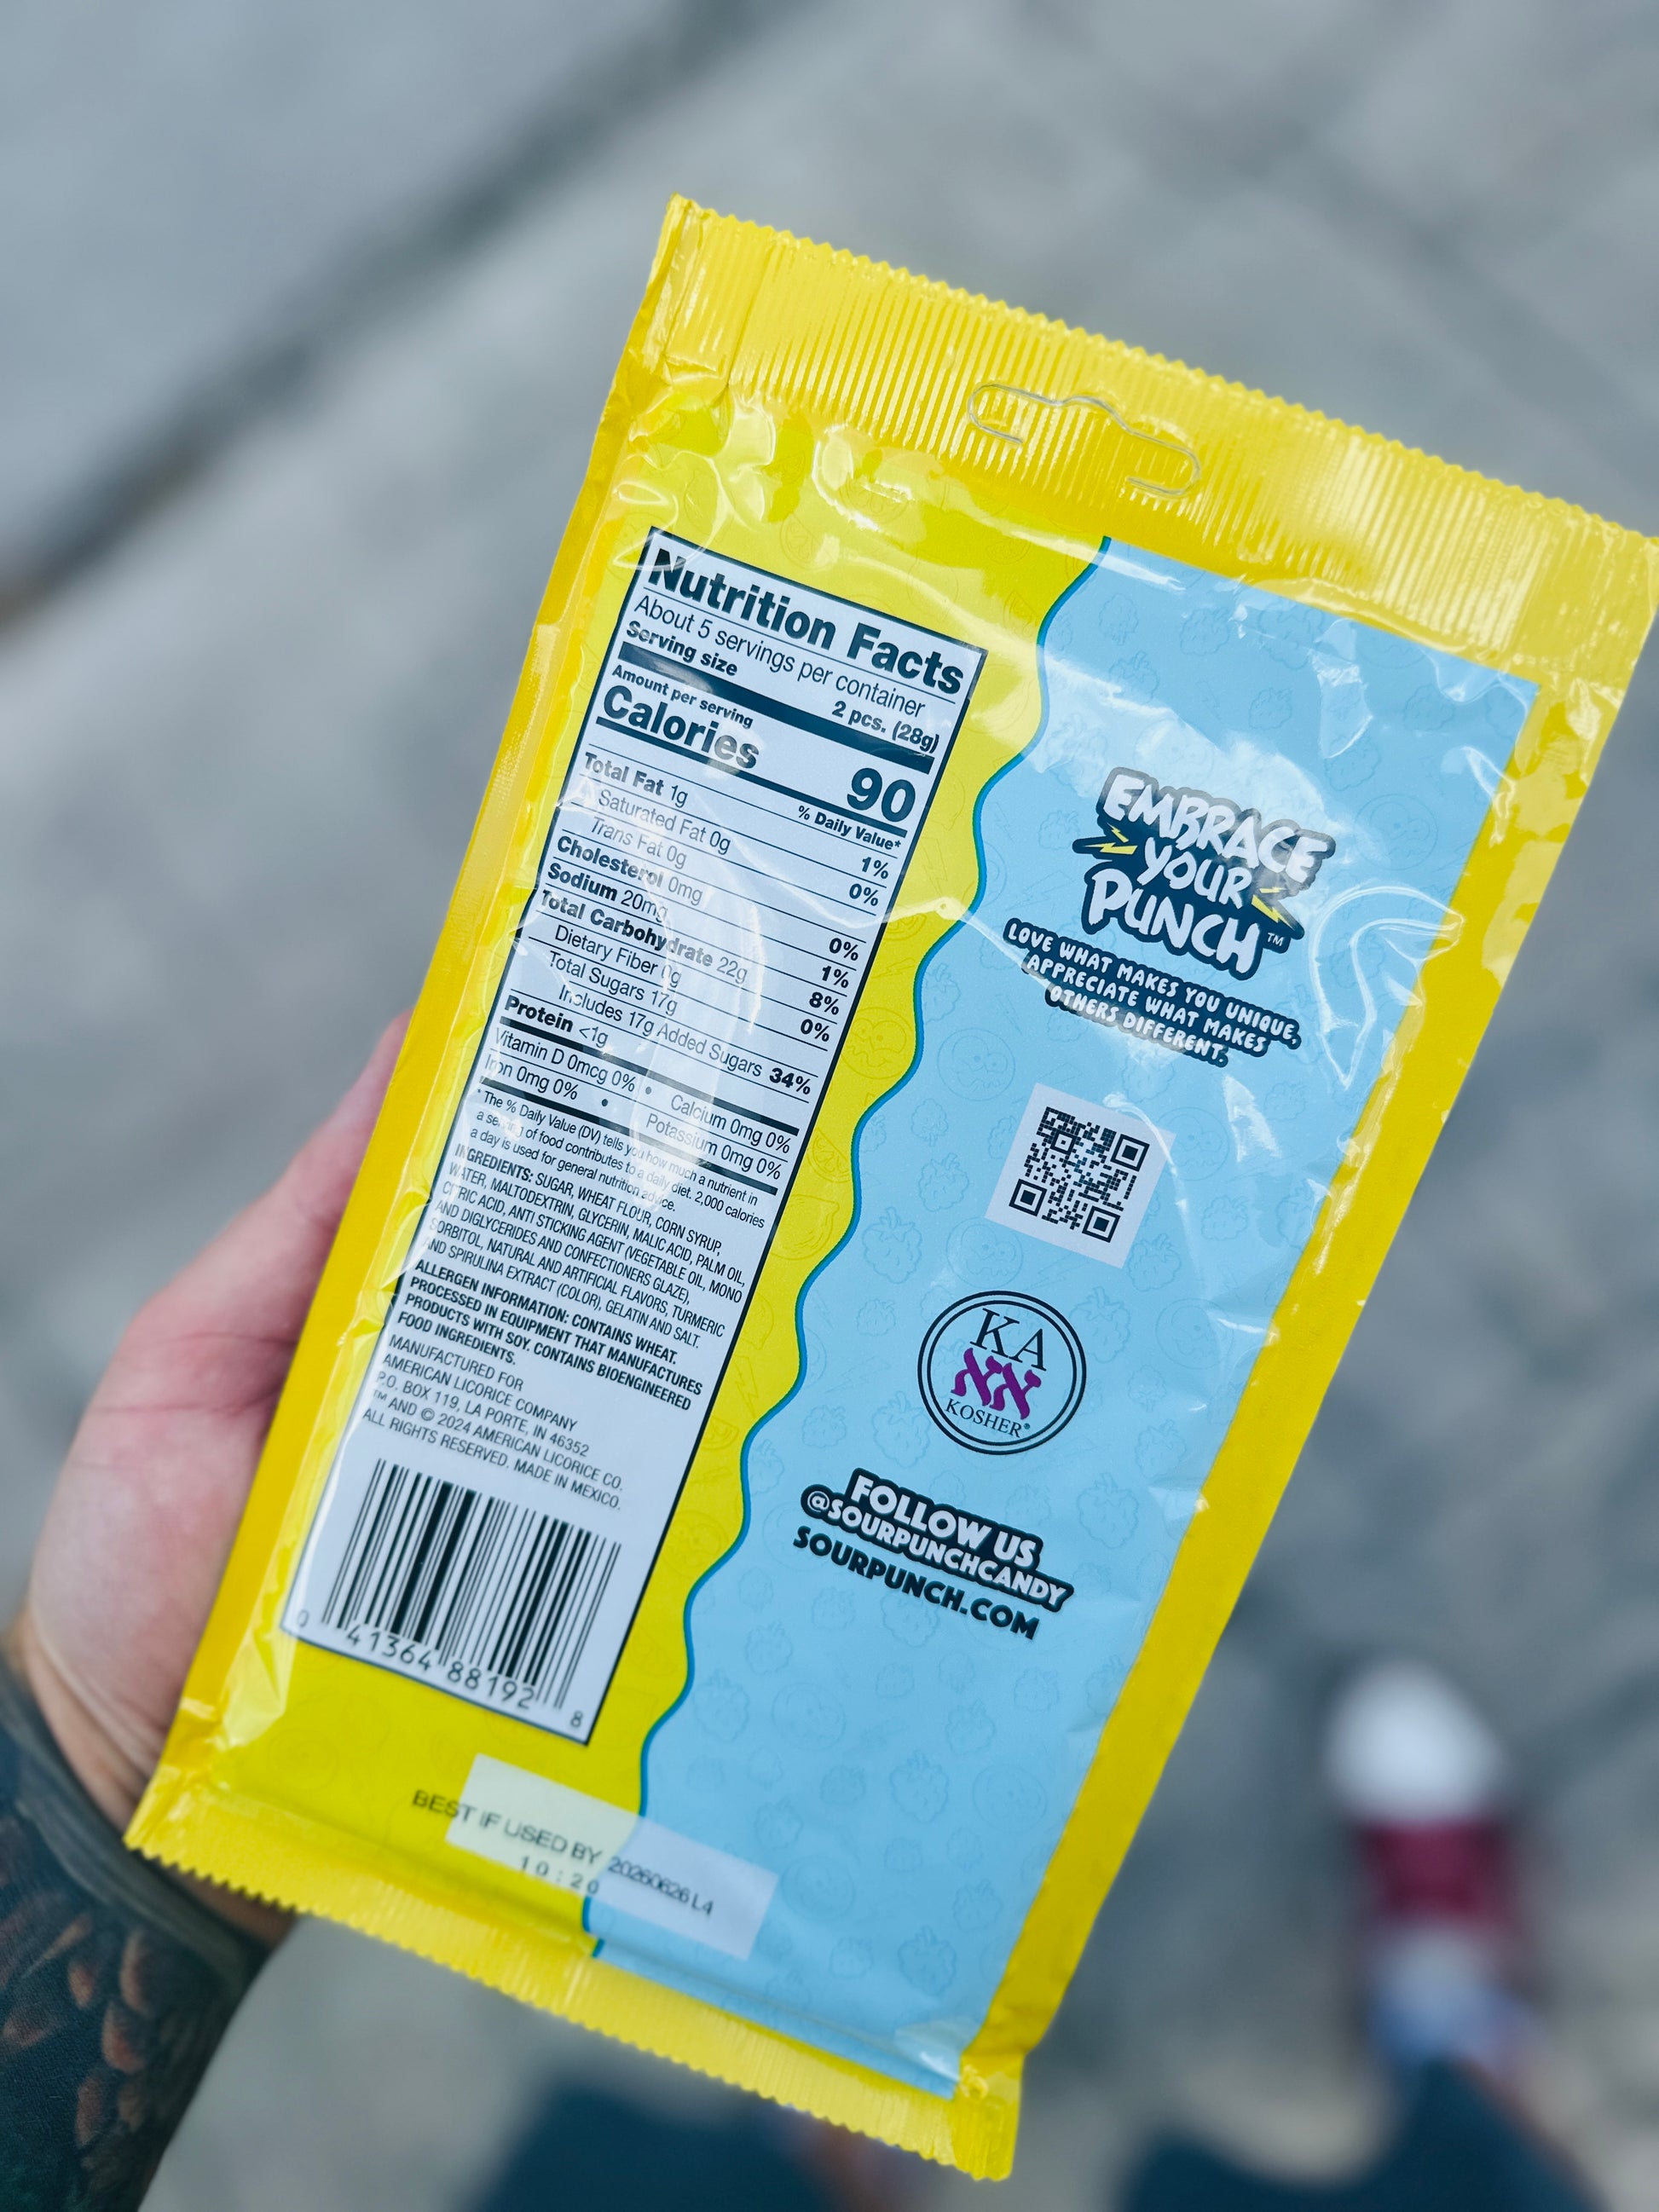 Nutrition Facts
About 5 servings per container
Serving size 2 pcs. (28g)
Amount per serving
Calories 90
% Daily Value*
Total Fat 1g 1%
Saturated Fat 0g 0%
Trans Fat 0g
Cholesterol 0mg 0%
Sodium 20mg 1%
Total Carbohydrate 22g 8%
Dietary Fiber 0g 0%
Total Sugars 17g
Includes 17g Added Sugars 34%
Protein <1g
Vitamin D 0mcg 0% • Calcium 0mg 0%
Iron 0mg 0% • Potassium 0mg 0%
* The % Daily Value (DV) tells you how much a nutrient in
a serving of food contributes to a daily diet. 2,000 calories
a day is used for general nutrition advice.
INGREDIENTS: SUGAR, WHEAT FLOUR, CORN SYRUP,
WATER, MALTODEXTRIN, GLYCERIN, MALIC ACID, PALM OIL,
CITRIC ACID, ANTI STICKING AGENT (VEGETABLE OIL, MONO
AND DIGLYCERIDES AND CONFECTIONERS GLAZE),
SORBITOL, NATURAL AND ARTIFICIAL FLAVORS, TURMERIC
AND SPIRULINA EXTRACT (COLOR), GELATIN AND SALT.
ALLERGEN INFORMATION: CONTAINS WHEAT.
PROCESSED IN EQUIPMENT THAT MANUFACTURES
PRODUCTS WITH SOY. CONTAINS BIOENGINEERED
FOOD INGREDIENTS.
MANUFACTURED FOR
AMERICAN LICORICE COMPANY
P.O. BOX 119, LA PORTE, IN 46352
™ AND © 2024 AMERICAN LICORICE CO.
ALL RIGHTS RESERVED. MADE IN MEXICO.
0 41364 88192 8
BEST IF USED BY 20260626 L4
10:20
EMBRACE
YOUR
PUNCH™
LOVE WHAT MAKES YOU UNIQUE,
APPRECIATE WHAT MAKES
OTHERS DIFFERENT.
KA
אא
KOSHER®
FOLLOW US
@SOURPUNCHCANDY
SOURPUNCH.COM